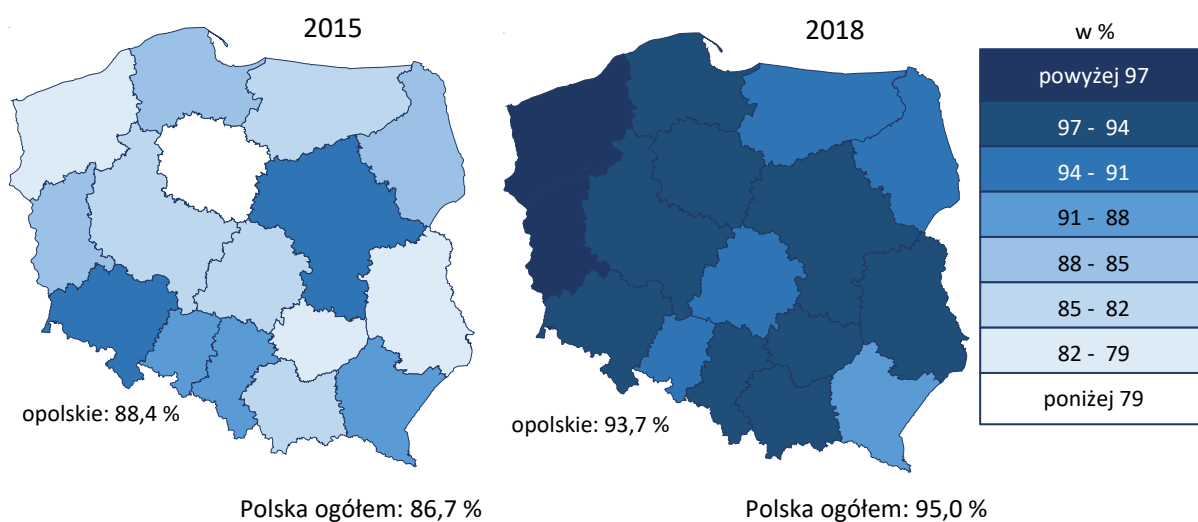 2015
2018
w %
powyżej 97
97 - 94
94 - 91
91 - 88
88 - 85
85 - 82
82 - 79
poniżej 79
opolskie: 88,4 %
opolskie: 93,7 %
Polska ogółem: 86,7 %
Polska ogółem: 95,0 %